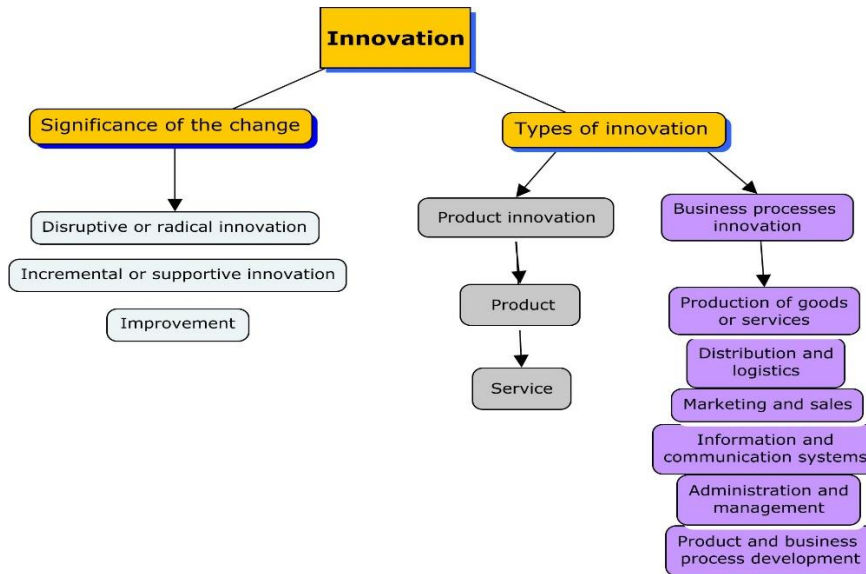 Innovation
Significance of the change
Types of innovation
Disruptive or radical innovation
Incremental or supportive innovation
Improvement
Product innovation
Product
Service
Business processes
innovation
Production of goods
or services
Distribution and
logistics
Marketing and sales
Information and
communication systems
Administration and
management
Product and business
process development